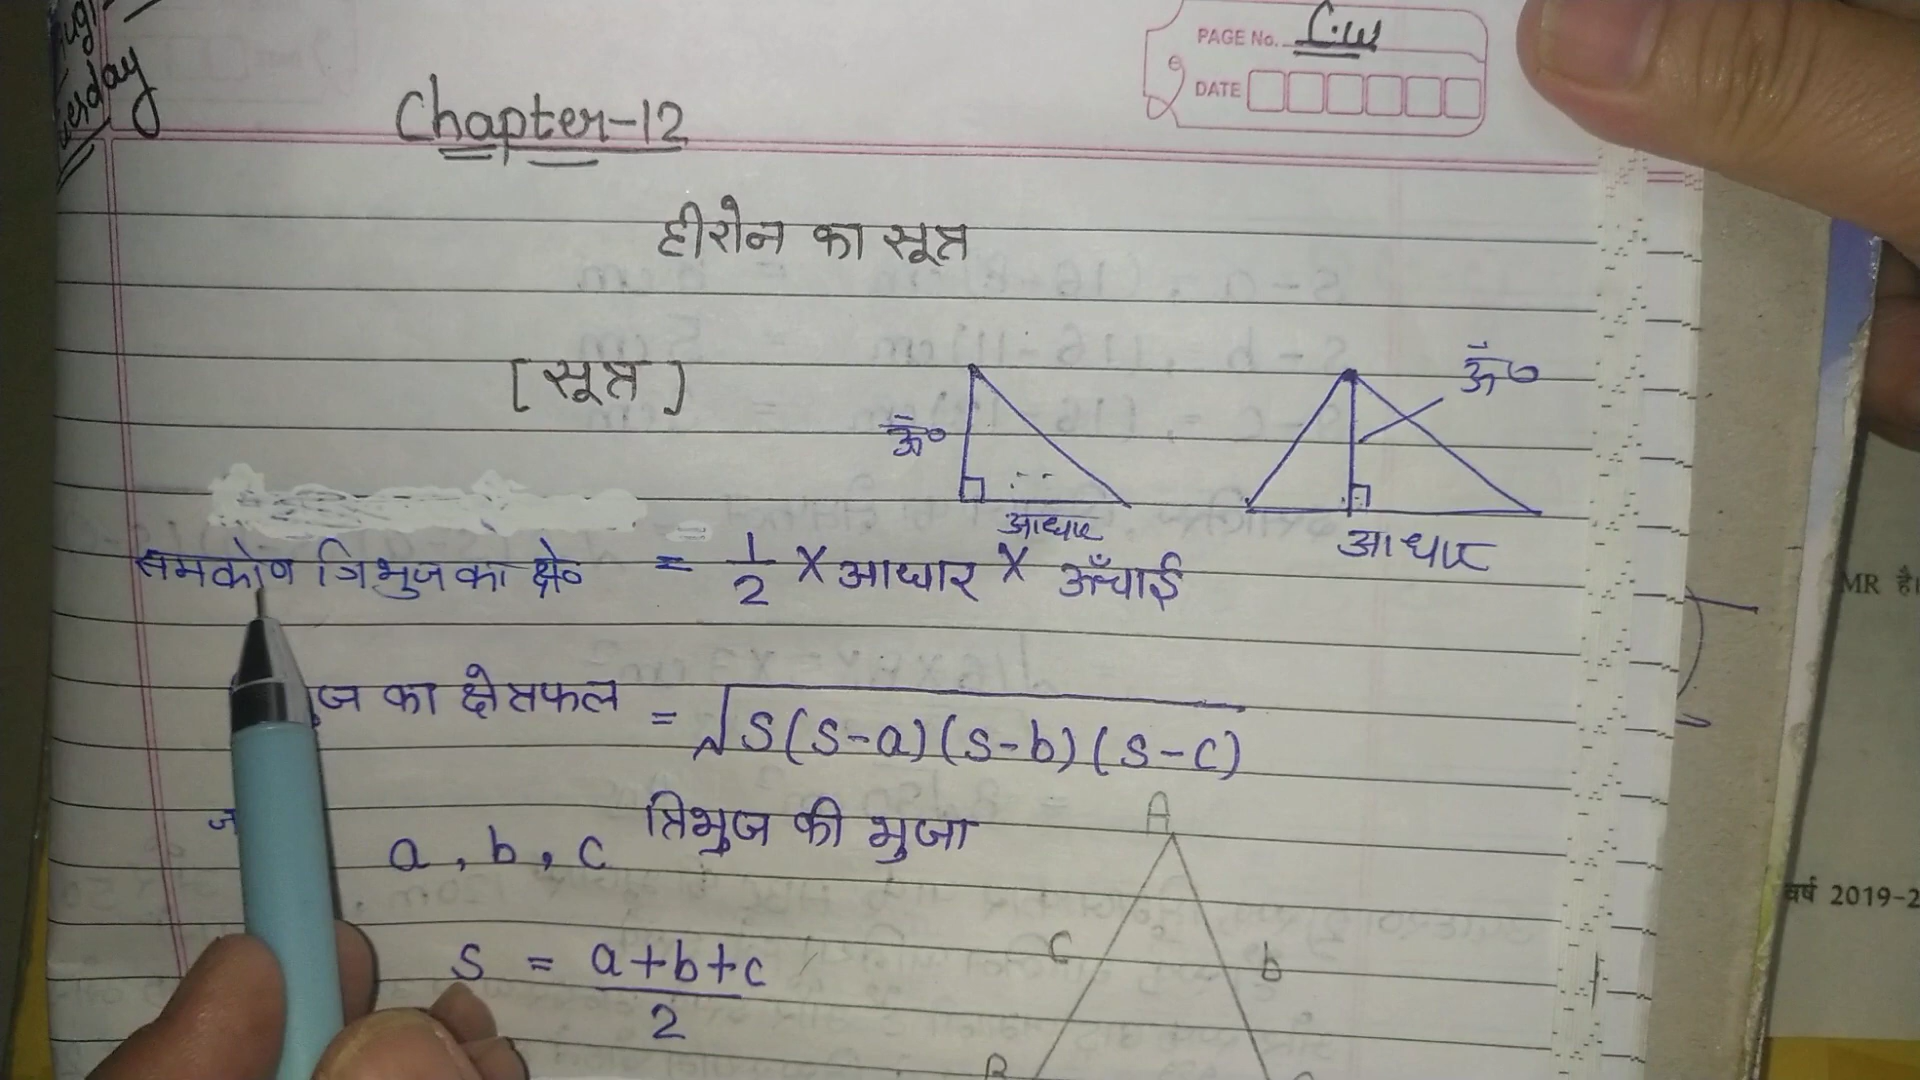 PAGE No. C.W
DATE
Chapter-12
हीरोन का सूत्र
[सूत्र]
ऊँ०
ऊँ०
आधार
आधार
समकोण त्रिभुज का क्षे० = 1/2 × आधार × ऊँचाई
का क्षेत्रफल = √S(S-a)(S-b)(S-c)
a, b, c त्रिभुज की भुजा
A
c b
S = a+b+c / 2
B
MR है।
वर्ष 2019-2